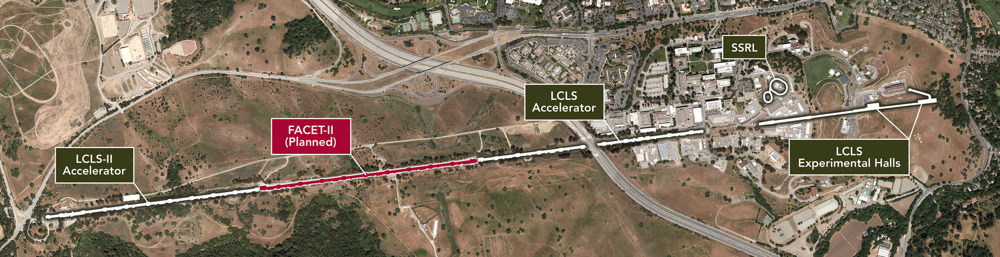 LCLS-II
Accelerator
FACET-II
(Planned)
LCLS
Accelerator
SSRL
LCLS
Experimental Halls